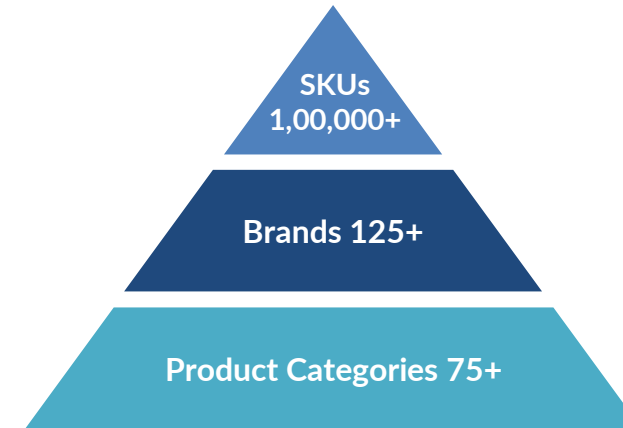 SKUs
1,00,000+
Brands 125+
Product Categories 75+